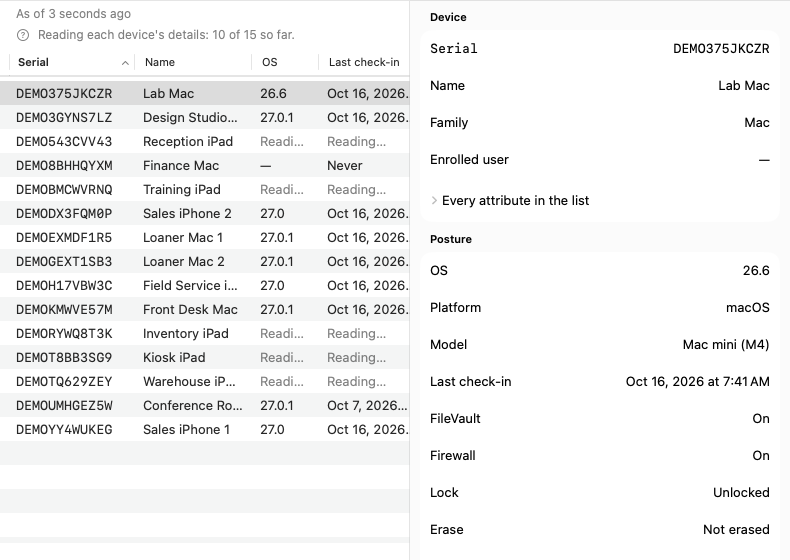 As of 3 seconds ago
Reading each device's details: 10 of 15 so far.
Serial Name OS Last check-in
DEMO375JKCZR Lab Mac 26.6 Oct 16, 2026.
DEMO3GYNS7LZ Design Studio… 27.0.1 Oct 16, 2026.
DEMO543CVV43 Reception iPad Readi… Reading…
DEMO8BHHQYXM Finance Mac — Never
DEMOBMCWVRNQ Training iPad Readi… Reading…
DEMODX3FQM0P Sales iPhone 2 27.0 Oct 16, 2026.
DEMOEXMDF1R5 Loaner Mac 1 27.0.1 Oct 16, 2026.
DEMOGEXT1SB3 Loaner Mac 2 27.0.1 Oct 16, 2026.
DEMOH17VBW3C Field Service i… 27.0 Oct 16, 2026.
DEMOKMWVE57M Front Desk Mac 27.0.1 Oct 16, 2026.
DEMORYWQ8T3K Inventory iPad Readi… Reading…
DEMOT8BB3SG9 Kiosk iPad Readi… Reading…
DEMOTQ629ZEY Warehouse iP… Readi… Reading…
DEMOUMHGEZ5W Conference Ro… 27.0.1 Oct 7, 2026…
DEMOYY4WUKEG Sales iPhone 1 27.0 Oct 16, 2026.
Device
Serial DEMO375JKCZR
Name Lab Mac
Family Mac
Enrolled user —
Every attribute in the list
Posture
OS 26.6
Platform macOS
Model Mac mini (M4)
Last check-in Oct 16, 2026 at 7:41 AM
FileVault On
Firewall On
Lock Unlocked
Erase Not erased